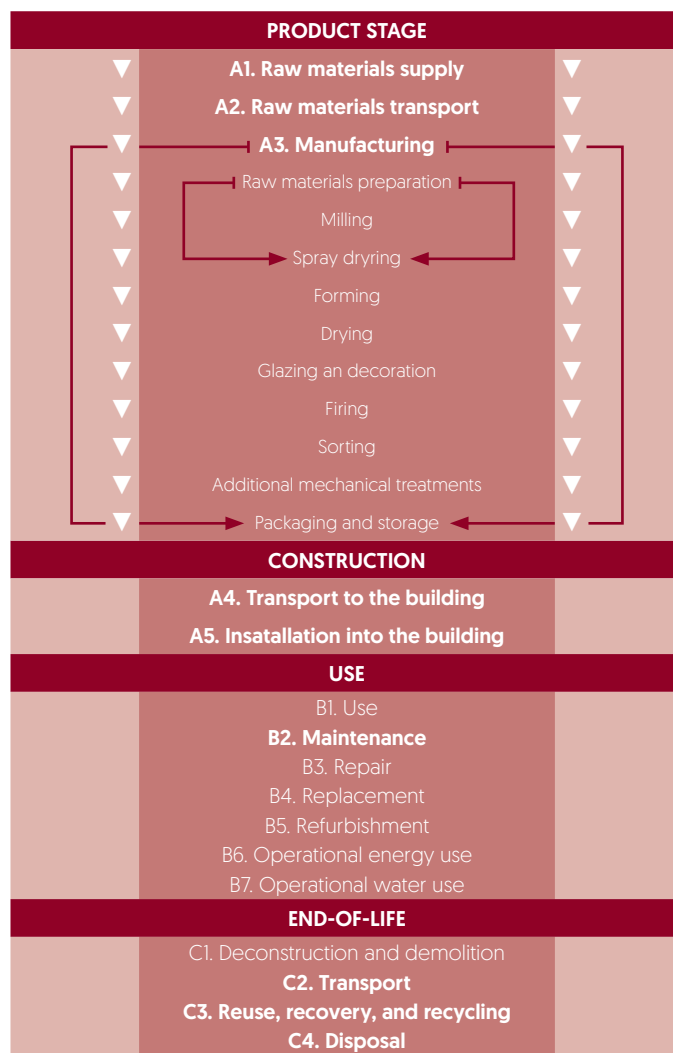 PRODUCT STAGE
A1. Raw materials supply
A2. Raw materials transport
A3. Manufacturing
Raw materials preparation
Milling
Spray dryring
Forming
Drying
Glazing an decoration
Firing
Sorting
Additional mechanical treatments
Packaging and storage
CONSTRUCTION
A4. Transport to the building
A5. Insatallation into the building
USE
B1. Use
B2. Maintenance
B3. Repair
B4. Replacement
B5. Refurbishment
B6. Operational energy use
B7. Operational water use
END-OF-LIFE
C1. Deconstruction and demolition
C2. Transport
C3. Reuse, recovery, and recycling
C4. Disposal